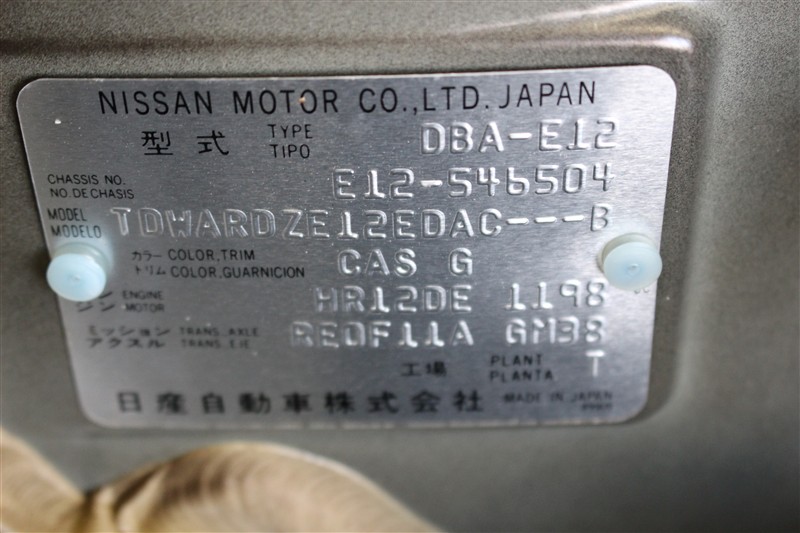 NISSAN MOTOR CO.,LTD. JAPAN
型式 TYPE TIPO DBA-E12
CHASSIS NO. NO.DE CHASIS E12-546504
MODEL MODELO TDWARDZE12EDAC---B
カラー COLOR,TRIM
トリム COLOR,GUARNICION CAS G
ENGINE MOTOR HR12DE 1198
ミッション TRANS. AXLE
アクスル TRANS. EJE RE0F11A GM38
工場 PLANT PLANTA T
日産自動車株式会社 MADE IN JAPAN